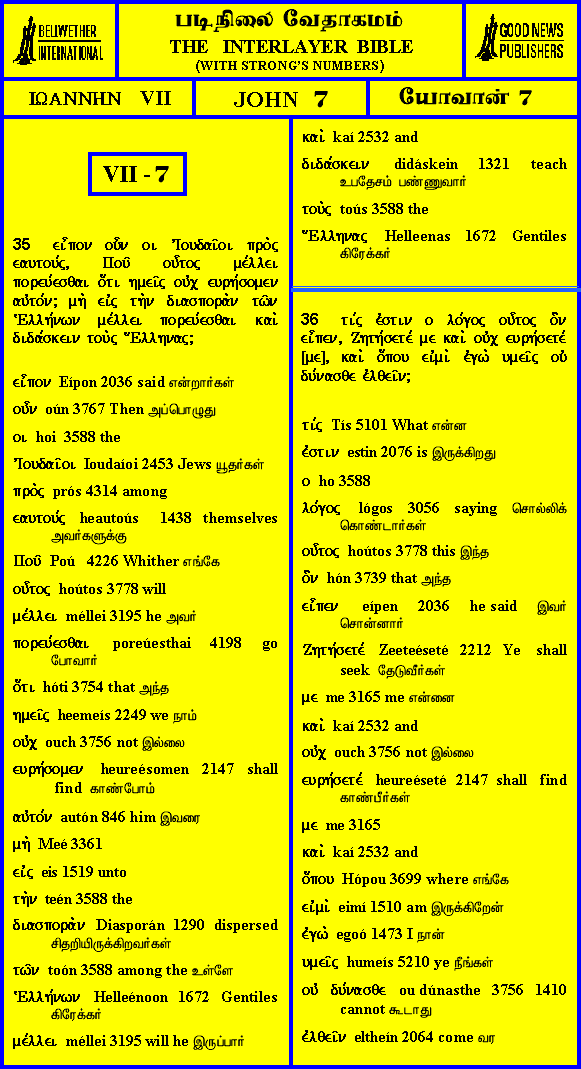 BELIWETHER
INTERNATIONAL
படிநிலை வேதாகமம்
THE INTERLAYER BIBLE
(WITH STRONG'S NUMBERS)
GOOD NEWS
PUBLISHERS
ΙΩΑΝΝΗΝ VII
JOHN 7
யோவான் 7
VII - 7
35 εἶπον οὖν οι Ἰουδαῖοι πρὸς
εαυτούς, Ποῦ οὗτος μέλλει
πορεύεσθαι ὅτι ημεῖς οὐχ ευρήσομεν
αὐτόν; μὴ εἰς τὴν διασπορὰν τῶν
Ἑλλήνων μέλλει πορεύεσθαι καὶ
διδάσκειν τοὺς Ἕλληνας;
εἶπον Eípon 2036 said என்றார்கள்
οὖν oún 3767 Then அப்பொழுது
οι hoi 3588 the
Ἰουδαῖοι Ioudaíoi 2453 Jews யூதர்கள்
πρὸς prós 4314 among
εαυτούς heautoús 1438 themselves
அவர்களுக்கு
Ποῦ Poú 4226 Whither எங்கே
οὗτος hoútos 3778 will
μέλλει méllei 3195 he அவர்
πορεύεσθαι poreúesthai 4198 go
போவார்
ὅτι hóti 3754 that அந்த
ημεῖς heemeís 2249 we நாம்
οὐχ ouch 3756 not இல்லை
ευρήσομεν heureésomen 2147 shall
find காண்போம்
αὐτόν autón 846 him இவரை
μὴ Meé 3361
εἰς eis 1519 unto
τὴν teén 3588 the
διασπορὰν Diasporán 1290 dispersed
சிதறியிருக்கிறவர்கள்
τῶν toón 3588 among the உள்ளே
Ἑλλήνων Helleénoon 1672 Gentiles
கிரேக்கர்
μέλλει méllei 3195 will he இருப்பார்
καὶ kaí 2532 and
διδάσκειν didáskein 1321 teach
உபதேசம் பண்ணுவார்
τοὺς toús 3588 the
Ἕλληνας Helleenas 1672 Gentiles
கிரேக்கர்
36 τίς ἐστιν ο λόγος οὗτος ὃν
εἶπεν, Ζητήσετέ με καὶ οὐχ ευρήσετέ
[με], καὶ ὅπου εἰμὶ ἐγὼ υμεῖς οὐ
δύνασθε ἐλθεῖν;
τίς Tís 5101 What என்ன
ἐστιν estin 2076 is இருக்கிறது
ο ho 3588
λόγος lógos 3056 saying சொல்லிக்
கொண்டார்கள்
οὗτος hoútos 3778 this இந்த
ὃν hón 3739 that அந்த
εἶπεν eípen 2036 he said இவர்
சொன்னார்
Ζητήσετέ Zeeteéseté 2212 Ye shall
seek தேடுவீர்கள்
με me 3165 me என்னை
καὶ kaí 2532 and
οὐχ ouch 3756 not இல்லை
ευρήσετέ heureéseté 2147 shall find
காண்பீர்கள்
με me 3165
καὶ kaí 2532 and
ὅπου Hópou 3699 where எங்கே
εἰμὶ eimí 1510 am இருக்கிறேன்
ἐγὼ egoó 1473 I நான்
υμεῖς humeís 5210 ye நீங்கள்
οὐ δύνασθε ou dúnasthe 3756 1410
cannot கூடாது
ἐλθεῖν eltheín 2064 come வர